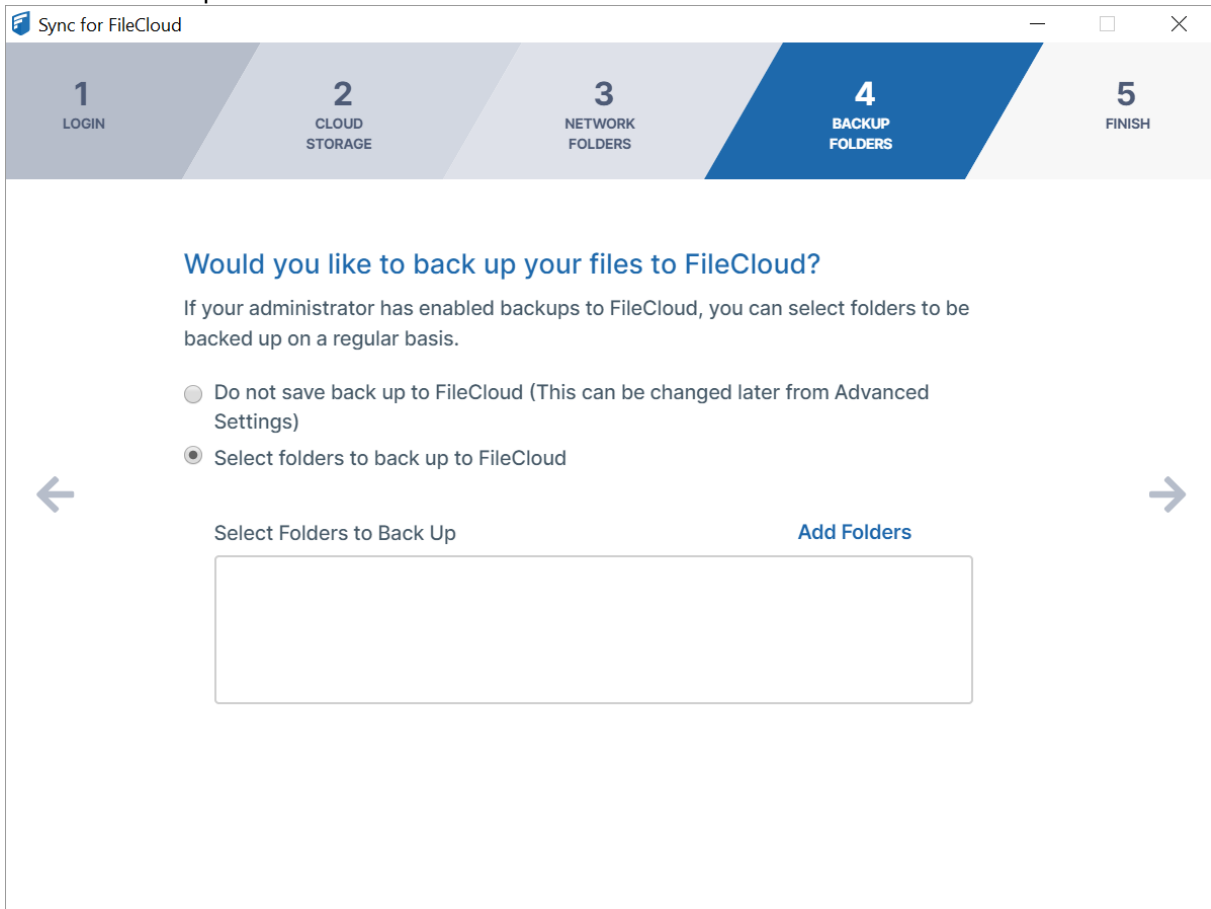 Sync for FileCloud
1
LOGIN
2
CLOUD
STORAGE
3
NETWORK
FOLDERS
4
BACKUP
FOLDERS
5
FINISH
Would you like to back up your files to FileCloud?
If your administrator has enabled backups to FileCloud, you can select folders to be
backed up on a regular basis.
Do not save back up to FileCloud (This can be changed later from Advanced
Settings)
Select folders to back up to FileCloud
Select Folders to Back Up
Add Folders